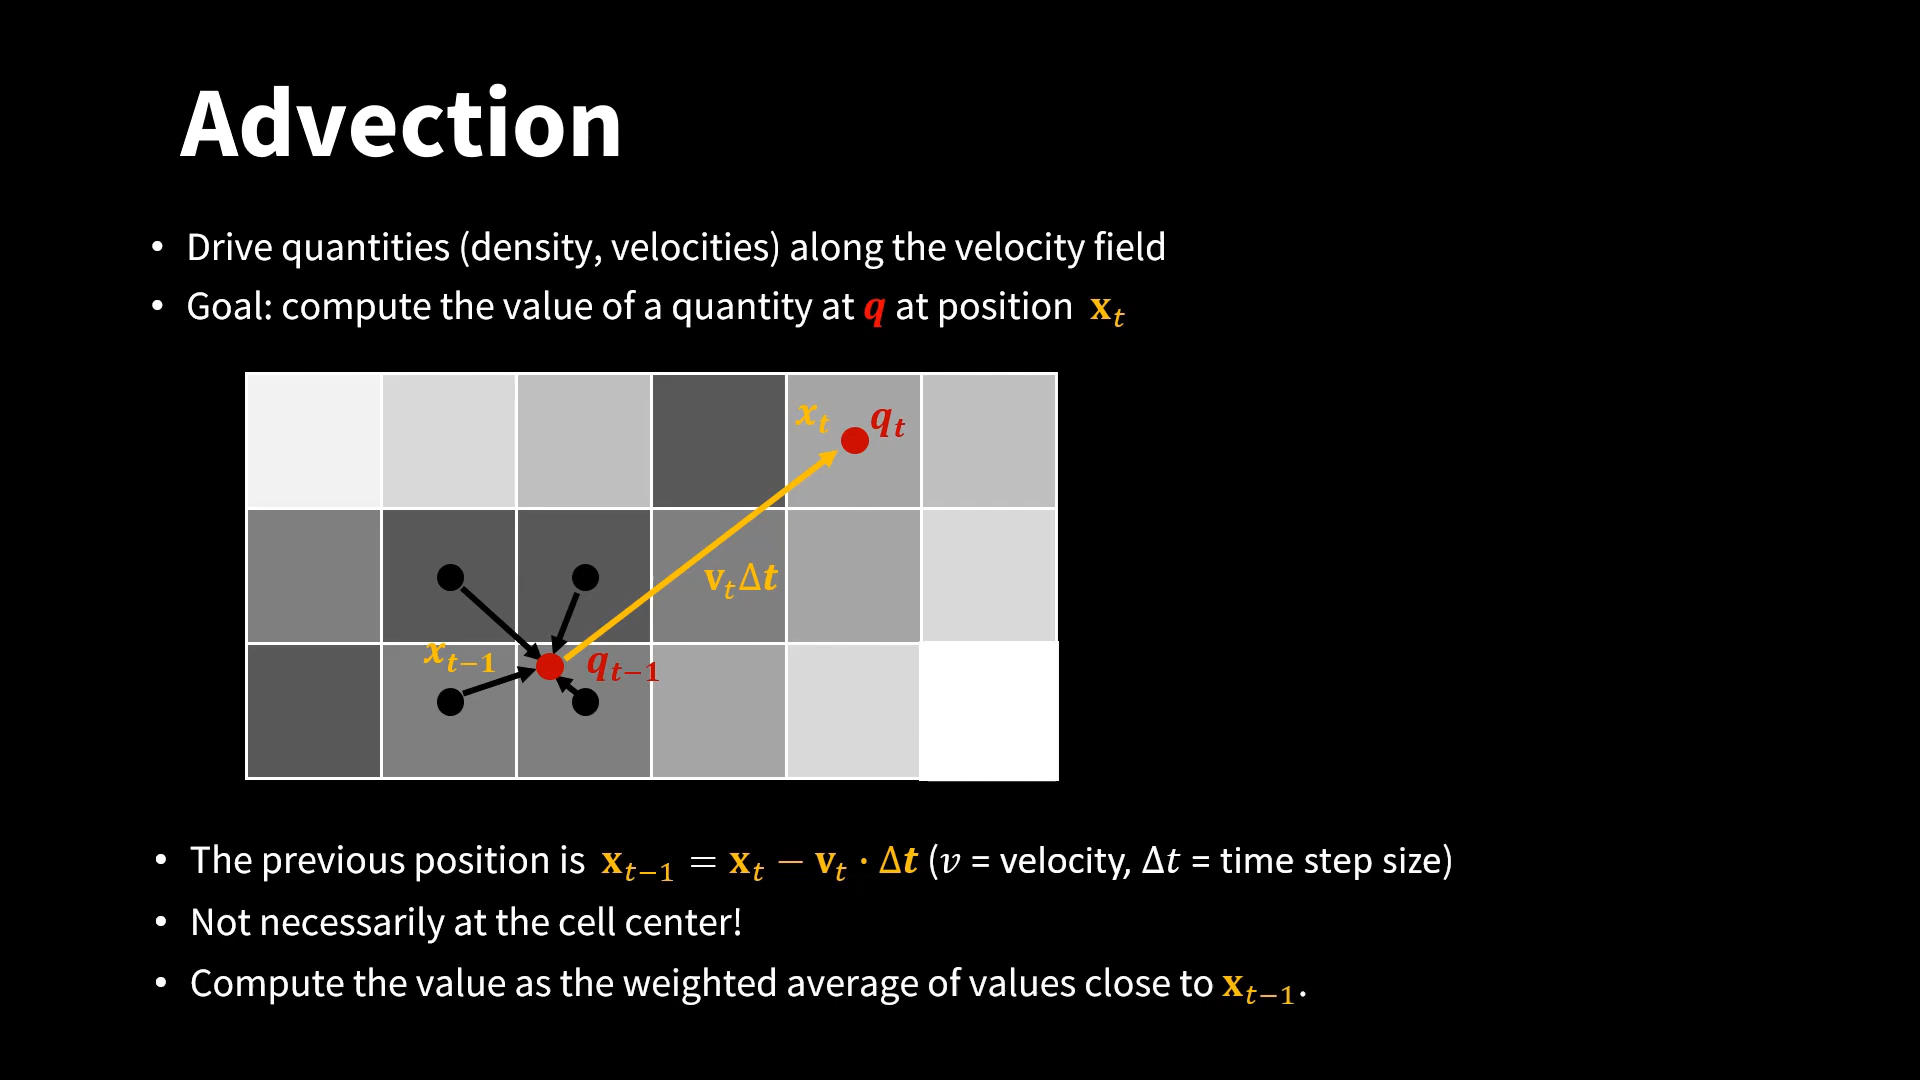 Advection
• Drive quantities (density, velocities) along the velocity field
• Goal: compute the value of a quantity at q at position x_t
x_t q_t
v_t Δt
x_{t−1} q_{t−1}
• The previous position is x_{t−1} = x_t − v_t · Δt (v = velocity, Δt = time step size)
• Not necessarily at the cell center!
• Compute the value as the weighted average of values close to x_{t−1}.